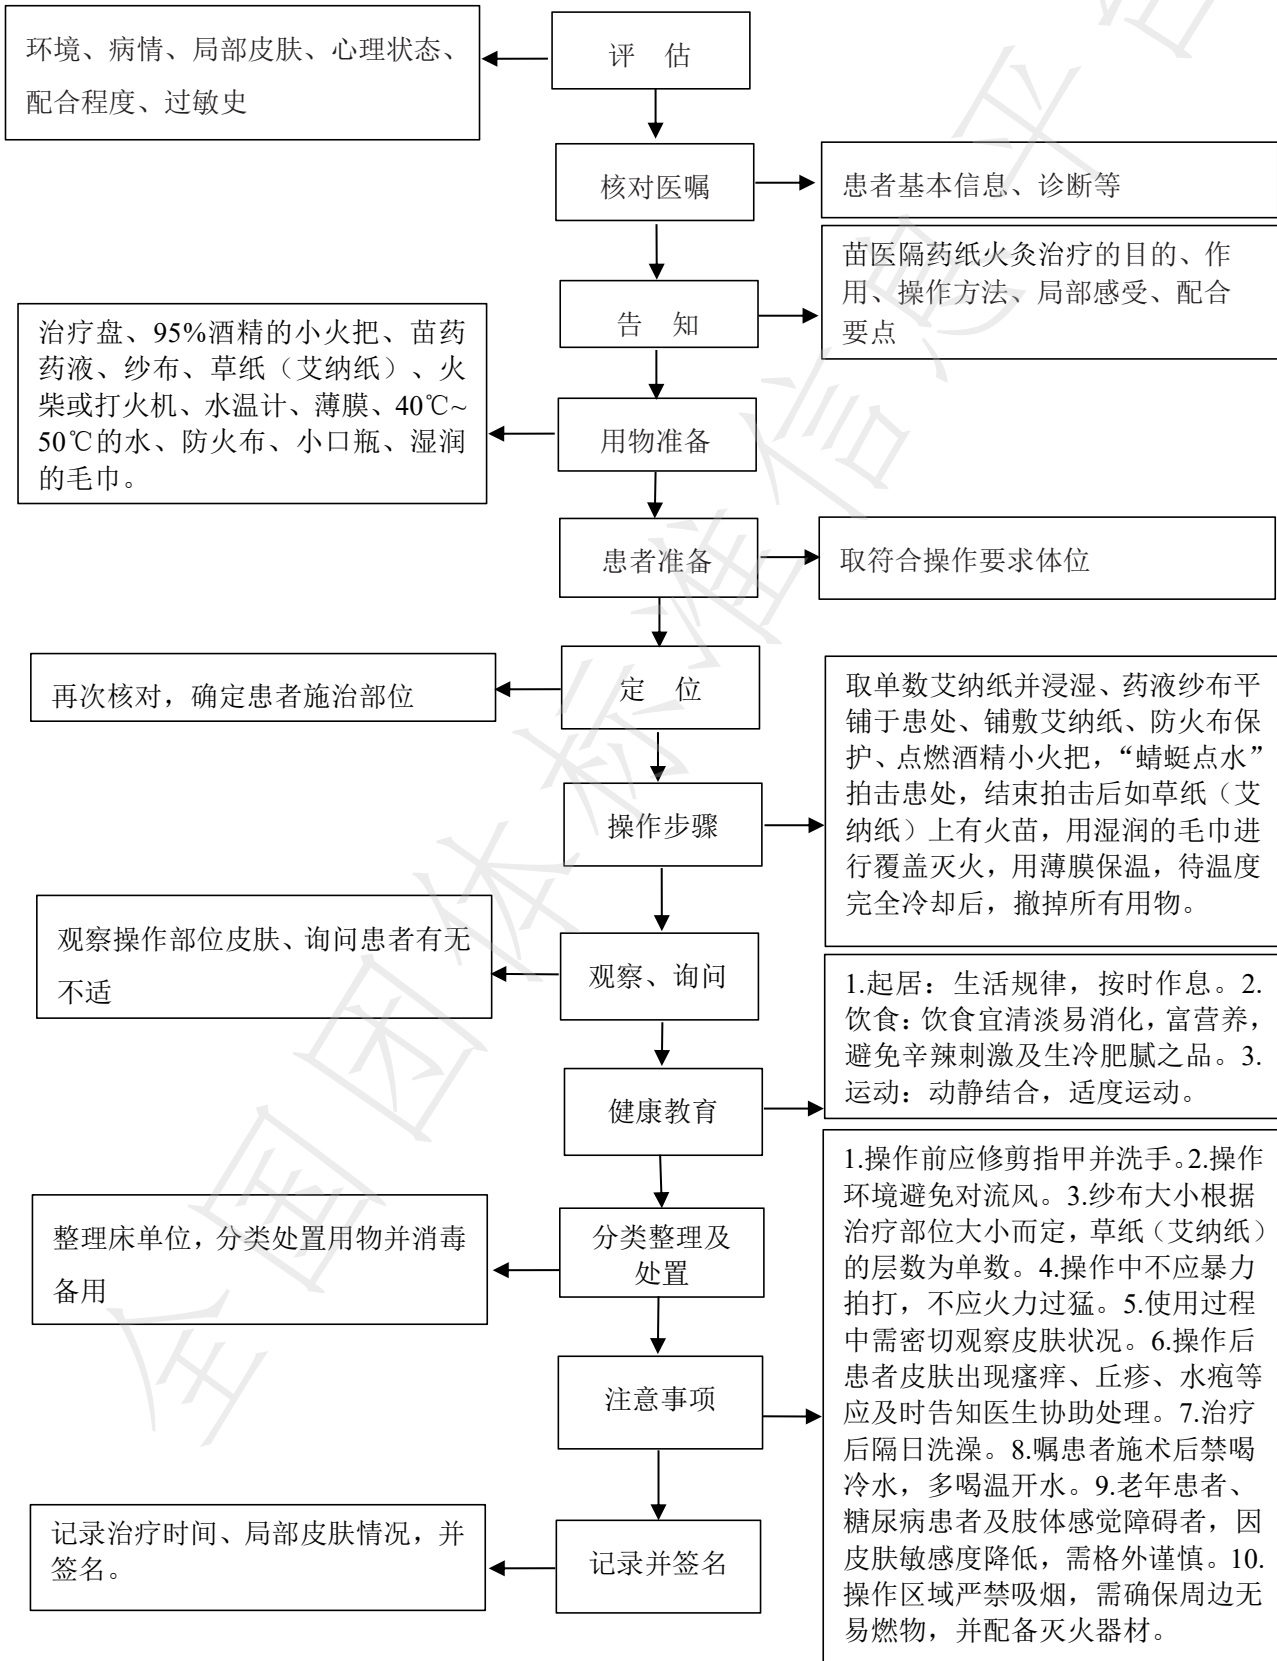 环境、病情、局部皮肤、心理状态、
配合程度、过敏史
评 估
核对医嘱
患者基本信息、诊断等
告 知
苗医隔药纸火灸治疗的目的、作
用、操作方法、局部感受、配合
要点
治疗盘、95%酒精的小火把、苗药
药液、纱布、草纸（艾纳纸）、火
柴或打火机、水温计、薄膜、40℃~
50℃的水、防火布、小口瓶、湿润
的毛巾。
用物准备
患者准备
取符合操作要求体位
再次核对，确定患者施治部位
定 位
操作步骤
取单数艾纳纸并浸湿、药液纱布平
铺于患处、铺敷艾纳纸、防火布保
护、点燃酒精小火把，“蜻蜓点水”
拍击患处，结束拍击后如草纸（艾
纳纸）上有火苗，用湿润的毛巾进
行覆盖灭火，用薄膜保温，待温度
完全冷却后，撤掉所有用物。
观察操作部位皮肤、询问患者有无
不适
观察、询问
健康教育
1.起居：生活规律，按时作息。2.
饮食：饮食宜清淡易消化，富营养，
避免辛辣刺激及生冷肥腻之品。3.
运动：动静结合，适度运动。
整理床单位，分类处置用物并消毒
备用
分类整理及
处置
注意事项
1.操作前应修剪指甲并洗手。2.操作
环境避免对流风。3.纱布大小根据
治疗部位大小而定，草纸（艾纳纸）
的层数为单数。4.操作中不应暴力
拍打，不应火力过猛。5.使用过程
中需密切观察皮肤状况。6.操作后
患者皮肤出现瘙痒、丘疹、水疱等
应及时告知医生协助处理。7.治疗
后隔日洗澡。8.嘱患者施术后禁喝
冷水，多喝温开水。9.老年患者、
糖尿病患者及肢体感觉障碍者，因
皮肤敏感度降低，需格外谨慎。10.
操作区域严禁吸烟，需确保周边无
易燃物，并配备灭火器材。
记录治疗时间、局部皮肤情况，并
签名。
记录并签名
全国团体标准信息平台